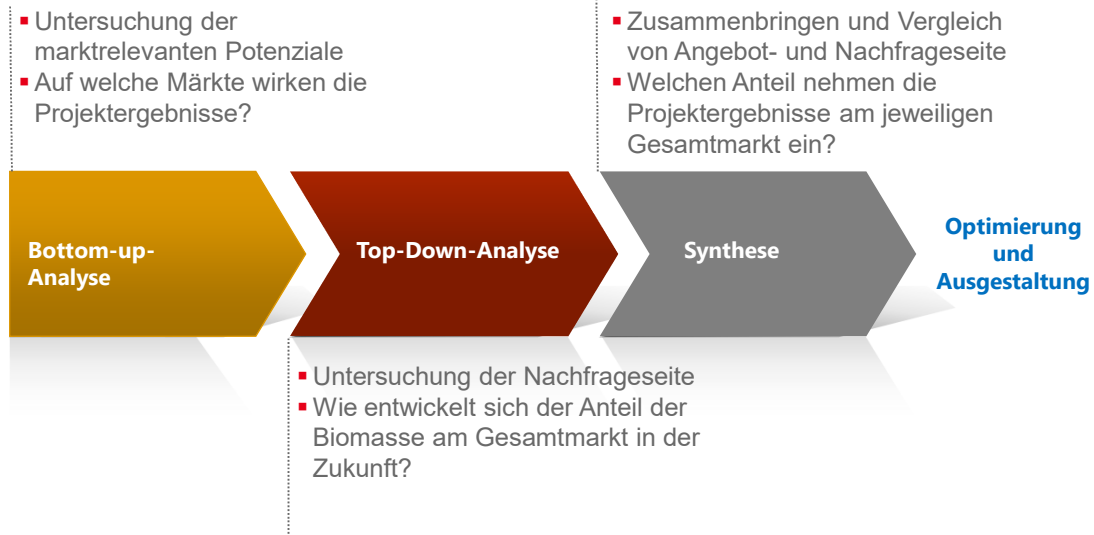 ▪ Untersuchung der
marktrelevanten Potenziale
▪ Auf welche Märkte wirken die
Projektergebnisse?
▪ Zusammenbringen und Vergleich
von Angebot- und Nachfrageseite
▪ Welchen Anteil nehmen die
Projektergebnisse am jeweiligen
Gesamtmarkt ein?
Bottom-up-
Analyse
Top-Down-Analyse
Synthese
Optimierung
und
Ausgestaltung
▪ Untersuchung der Nachfrageseite
▪ Wie entwickelt sich der Anteil der
Biomasse am Gesamtmarkt in der
Zukunft?